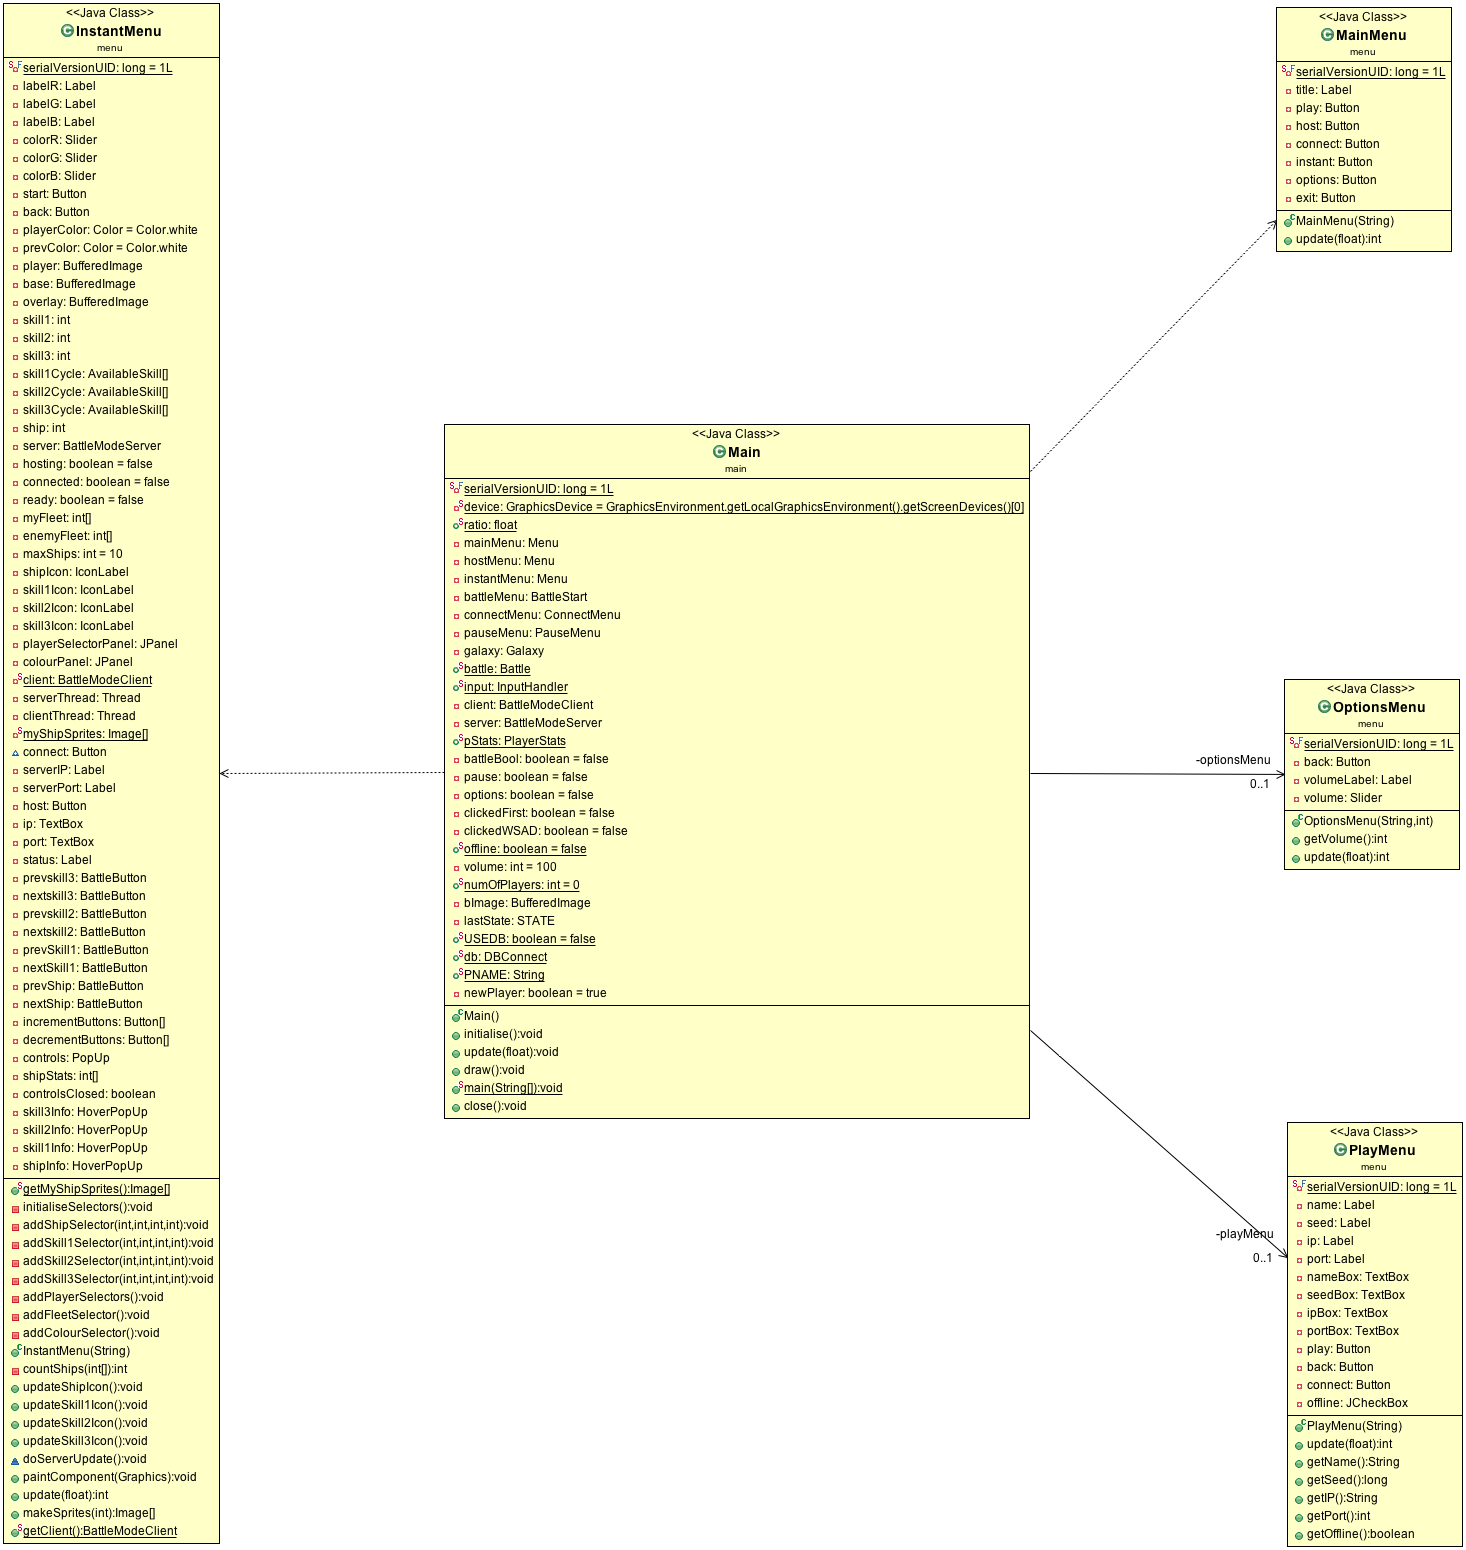 <<Java Class>>
InstantMenu
menu
serialVersionUID: long = 1L
labelR: Label
labelG: Label
labelB: Label
colorR: Slider
colorG: Slider
colorB: Slider
start: Button
back: Button
playerColor: Color = Color.white
prevColor: Color = Color.white
player: BufferedImage
base: BufferedImage
overlay: BufferedImage
skill1: int
skill2: int
skill3: int
skill1Cycle: AvailableSkill[]
skill2Cycle: AvailableSkill[]
skill3Cycle: AvailableSkill[]
ship: int
server: BattleModeServer
hosting: boolean = false
connected: boolean = false
ready: boolean = false
myFleet: int[]
enemyFleet: int[]
maxShips: int = 10
shipIcon: IconLabel
skill1Icon: IconLabel
skill2Icon: IconLabel
skill3Icon: IconLabel
playerSelectorPanel: JPanel
colourPanel: JPanel
client: BattleModeClient
serverThread: Thread
clientThread: Thread
myShipSprites: Image[]
connect: Button
serverIP: Label
serverPort: Label
host: Button
ip: TextBox
port: TextBox
status: Label
prevskill3: BattleButton
nextskill3: BattleButton
prevskill2: BattleButton
nextskill2: BattleButton
prevSkill1: BattleButton
nextSkill1: BattleButton
prevShip: BattleButton
nextShip: BattleButton
incrementButtons: Button[]
decrementButtons: Button[]
controls: PopUp
shipStats: int[]
controlsClosed: boolean
skill3Info: HoverPopUp
skill2Info: HoverPopUp
skill1Info: HoverPopUp
shipInfo: HoverPopUp
getMyShipSprites():Image[]
initialiseSelectors():void
addShipSelector(int,int,int,int):void
addSkill1Selector(int,int,int,int):void
addSkill2Selector(int,int,int,int):void
addSkill3Selector(int,int,int,int):void
addPlayerSelectors():void
addFleetSelector():void
addColourSelector():void
InstantMenu(String)
countShips(int[]):int
updateShipIcon():void
updateSkill1Icon():void
updateSkill2Icon():void
updateSkill3Icon():void
doServerUpdate():void
paintComponent(Graphics):void
update(float):int
makeSprites(int):Image[]
getClient():BattleModeClient
<<Java Class>>
Main
main
serialVersionUID: long = 1L
device: GraphicsDevice = GraphicsEnvironment.getLocalGraphicsEnvironment().getScreenDevices()[0]
ratio: float
mainMenu: Menu
hostMenu: Menu
instantMenu: Menu
battleMenu: BattleStart
connectMenu: ConnectMenu
pauseMenu: PauseMenu
galaxy: Galaxy
battle: Battle
input: InputHandler
client: BattleModeClient
server: BattleModeServer
pStats: PlayerStats
battleBool: boolean = false
pause: boolean = false
options: boolean = false
clickedFirst: boolean = false
clickedWSAD: boolean = false
offline: boolean = false
volume: int = 100
numOfPlayers: int = 0
bImage: BufferedImage
lastState: STATE
USEDB: boolean = false
db: DBConnect
PNAME: String
newPlayer: boolean = true
Main()
initialise():void
update(float):void
draw():void
main(String[]):void
close():void
<<Java Class>>
MainMenu
menu
serialVersionUID: long = 1L
title: Label
play: Button
host: Button
connect: Button
instant: Button
options: Button
exit: Button
MainMenu(String)
update(float):int
-optionsMenu
0..1
<<Java Class>>
OptionsMenu
menu
serialVersionUID: long = 1L
back: Button
volumeLabel: Label
volume: Slider
OptionsMenu(String,int)
getVolume():int
update(float):int
-playMenu
0..1
<<Java Class>>
PlayMenu
menu
serialVersionUID: long = 1L
name: Label
seed: Label
ip: Label
port: Label
nameBox: TextBox
seedBox: TextBox
ipBox: TextBox
portBox: TextBox
play: Button
back: Button
connect: Button
offline: JCheckBox
PlayMenu(String)
update(float):int
getName():String
getSeed():long
getIP():String
getPort():int
getOffline():boolean